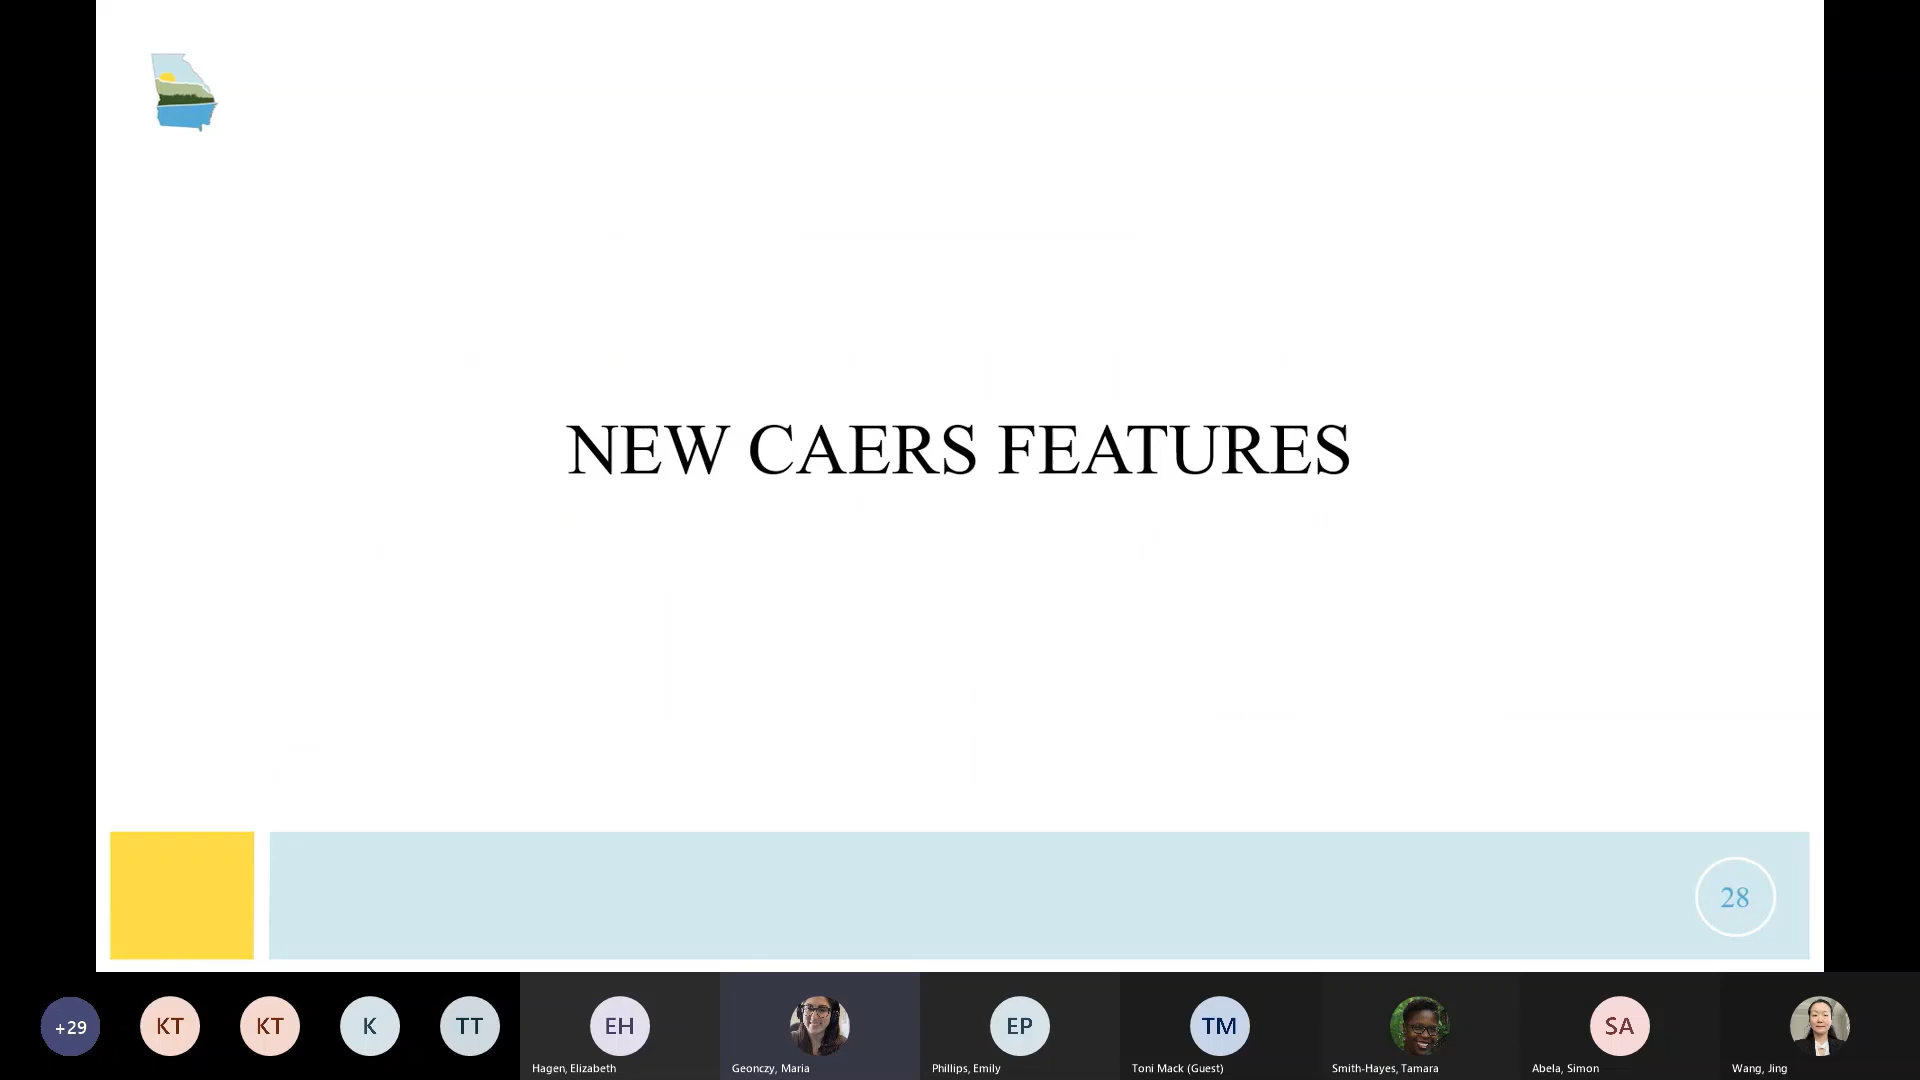 NEW CAERS FEATURES
28
+29
KT
KT
K
TT
EH
EP
TM
SA
Hagen, Elizabeth
Geonczy, Maria
Phillips, Emily
Toni Mack (Guest)
Smith-Hayes, Tamara
Abela, Simon
Wang, Jing